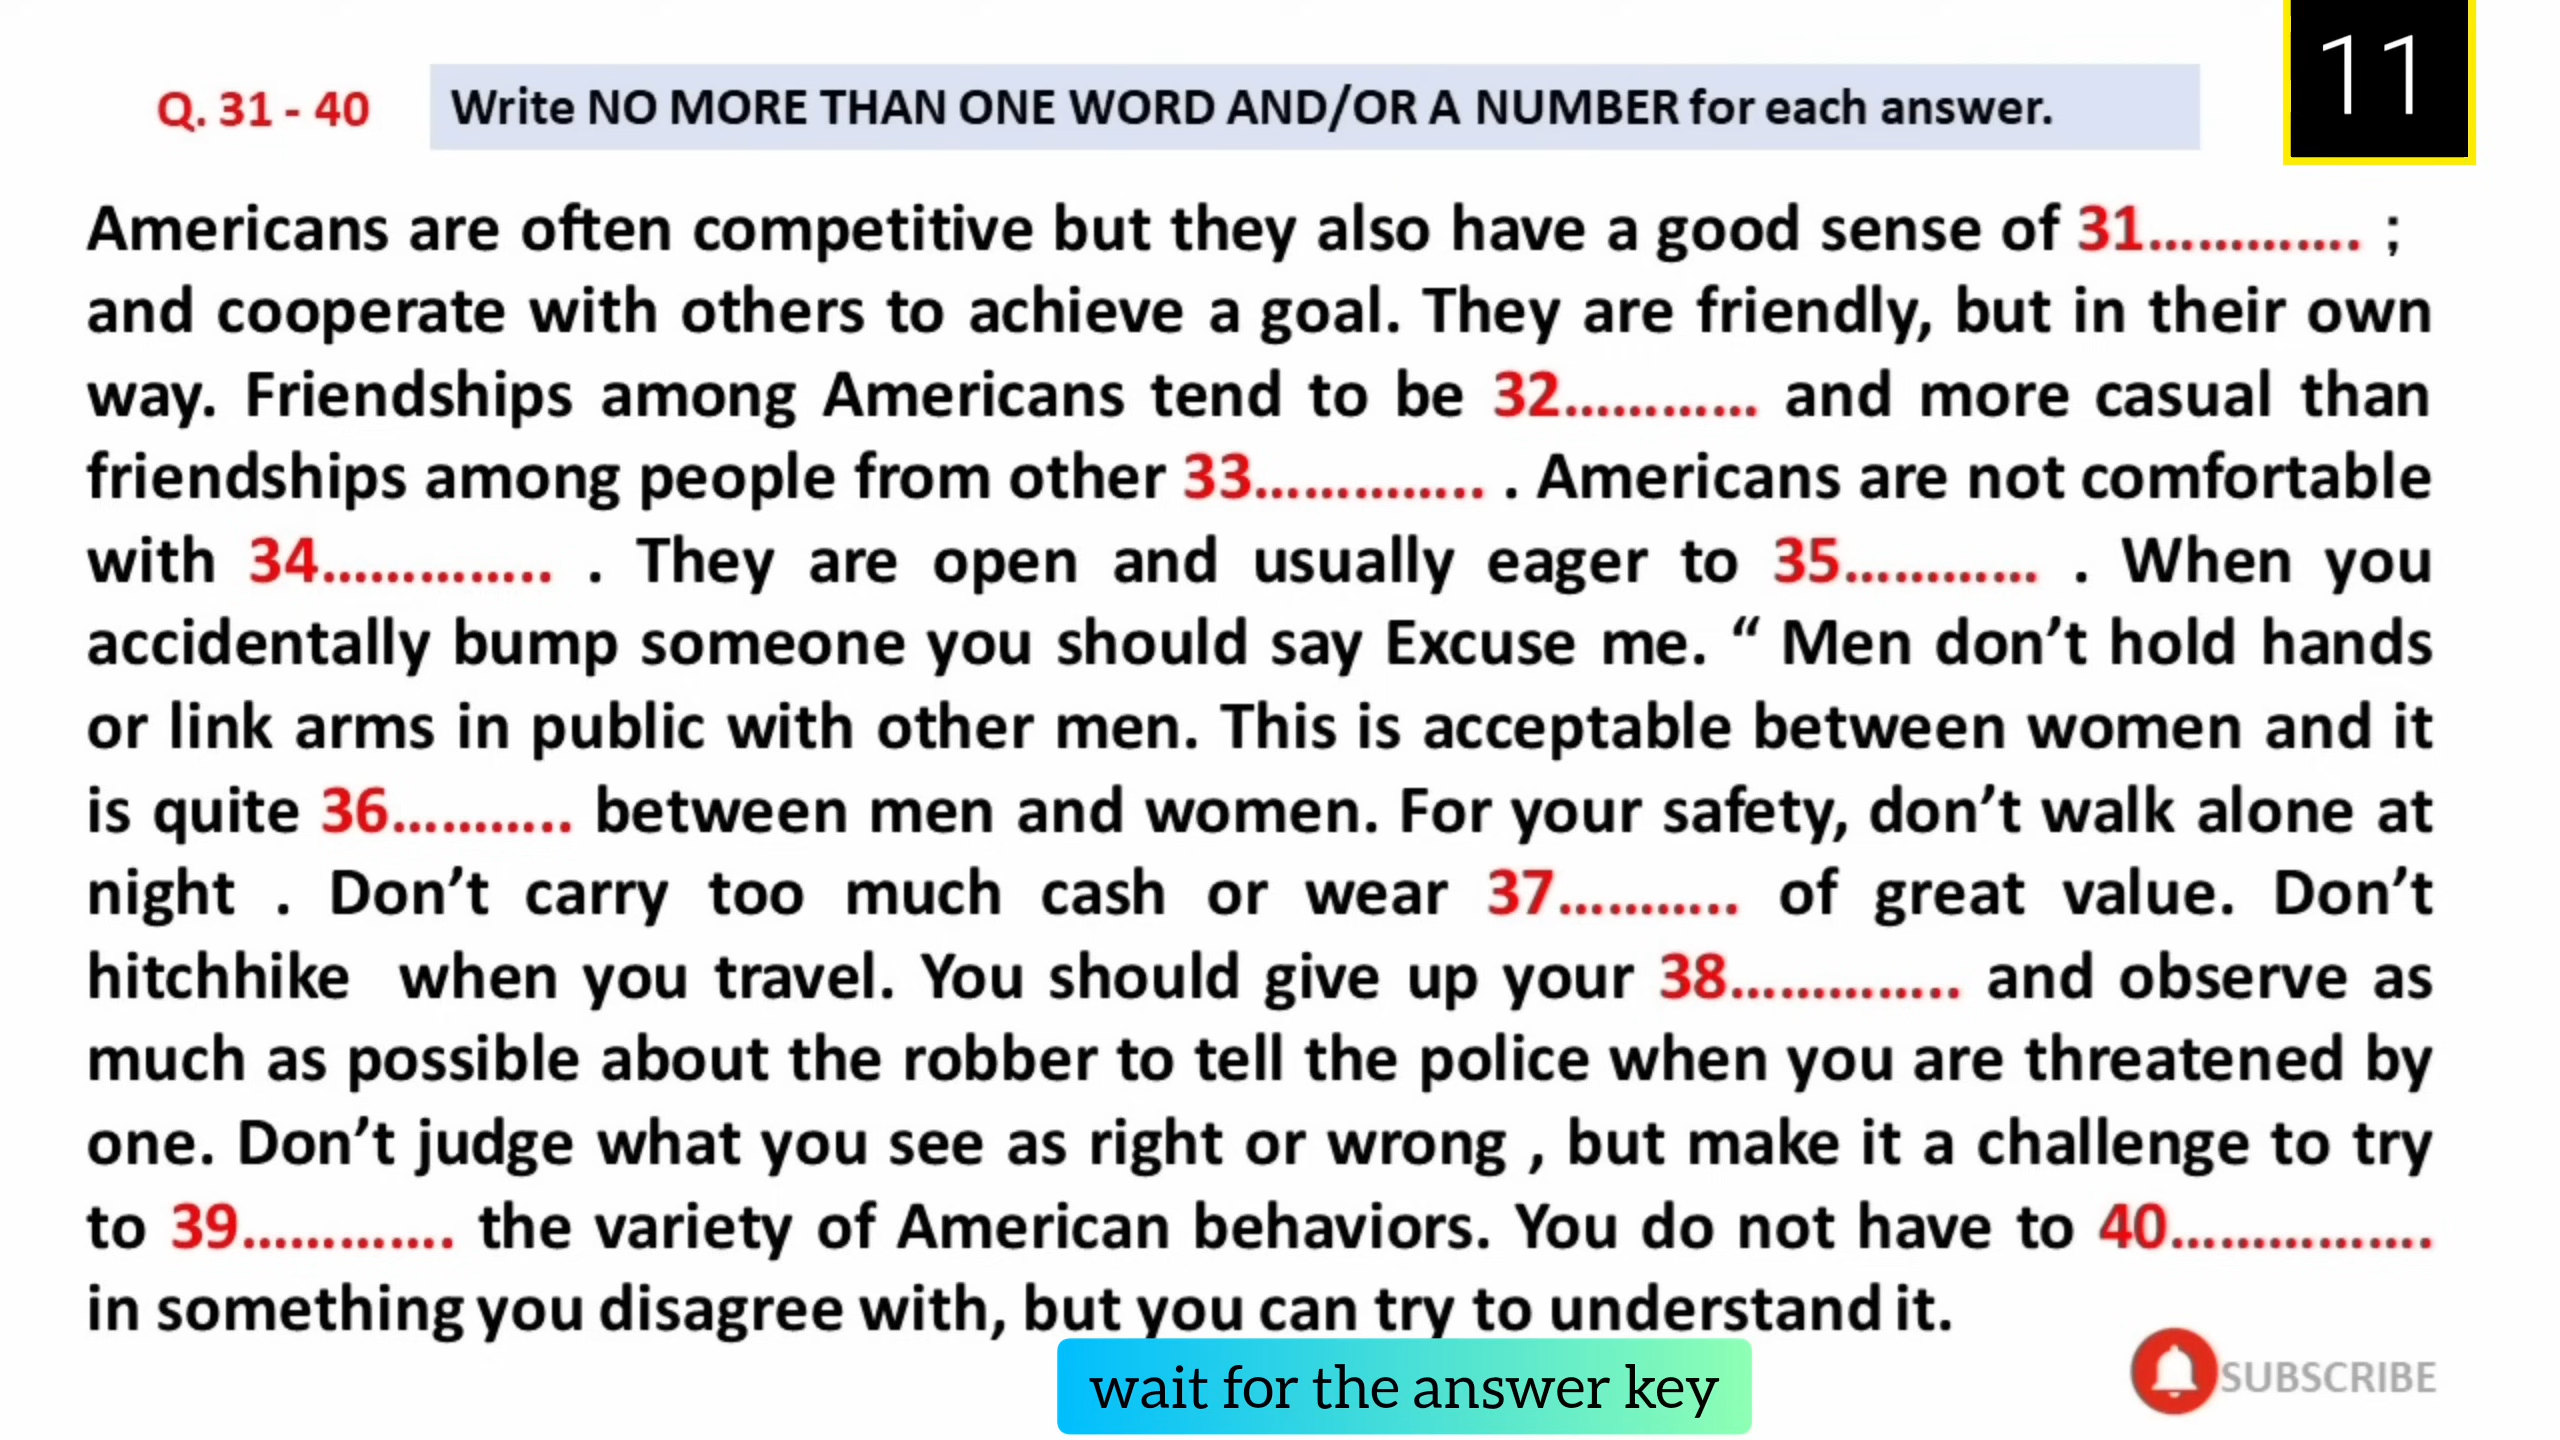 Q. 31 - 40
Write NO MORE THAN ONE WORD AND/OR A NUMBER for each answer.
11
Americans are often competitive but they also have a good sense of 31............. ;
and cooperate with others to achieve a goal. They are friendly, but in their own
way. Friendships among Americans tend to be 32............ and more casual than
friendships among people from other 33.............. . Americans are not comfortable
with 34.............. . They are open and usually eager to 35............ . When you
accidentally bump someone you should say Excuse me. “ Men don’t hold hands
or link arms in public with other men. This is acceptable between women and it
is quite 36........... between men and women. For your safety, don’t walk alone at
night . Don’t carry too much cash or wear 37........... of great value. Don’t
hitchhike when you travel. You should give up your 38.............. and observe as
much as possible about the robber to tell the police when you are threatened by
one. Don’t judge what you see as right or wrong , but make it a challenge to try
to 39............. the variety of American behaviors. You do not have to 40................
in something you disagree with, but you can try to understand it.
wait for the answer key
SUBSCRIBE